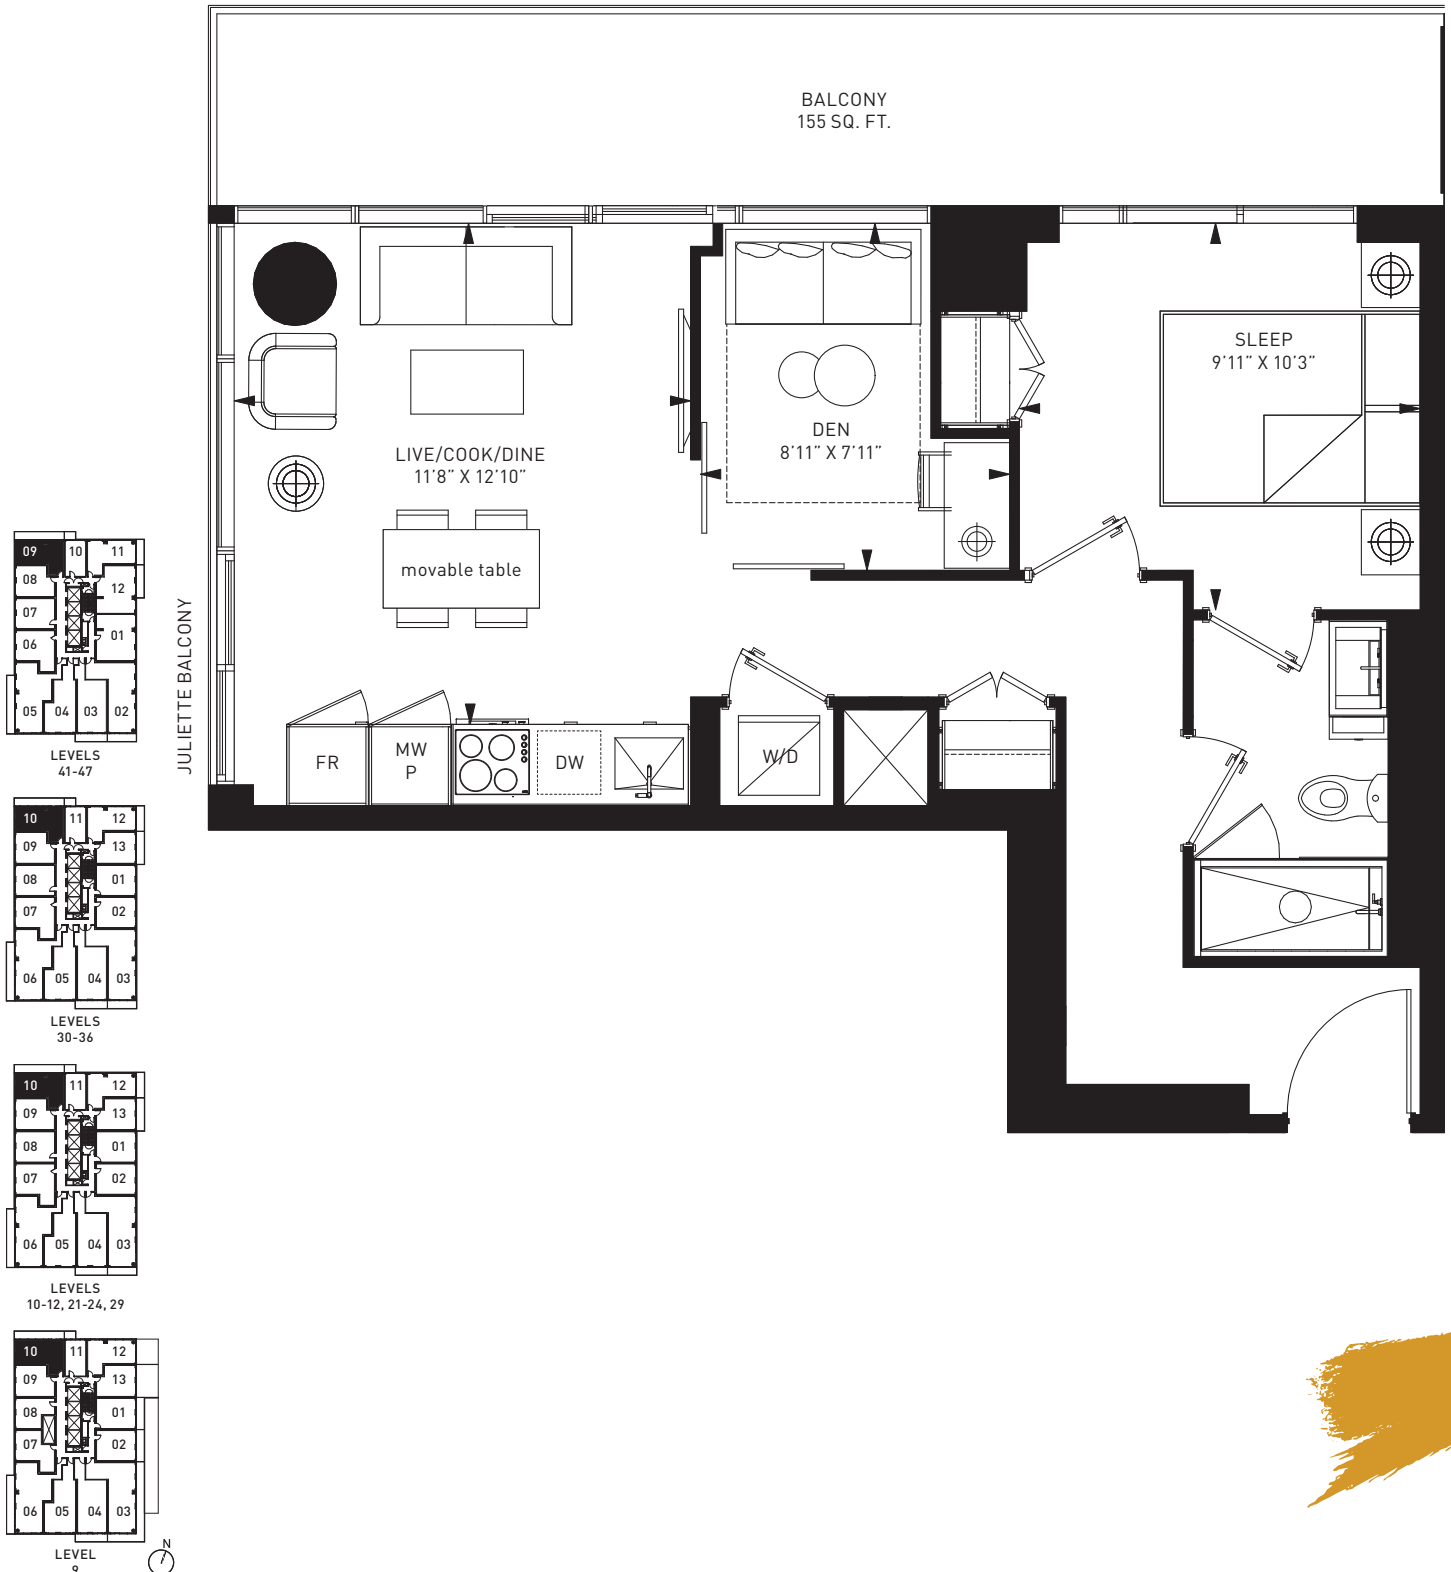 BALCONY
155 SQ. FT.
SLEEP
9'11” X 10'3”
DEN
8'11” X 7'11”
LIVE/COOK/DINE
11'8” X 12'10”
movable table
JULIETTE BALCONY
FR
MW
P
DW
W/D
09
10
11
08
12
07
01
06
05
04
03
02
LEVELS
41-47
10
11
12
09
13
08
01
07
02
06
05
04
03
LEVELS
30-36
10
11
12
09
13
08
01
07
02
06
05
04
03
LEVELS
10-12, 21-24, 29
10
11
12
09
13
08
01
07
02
06
05
04
03
LEVEL
9
N